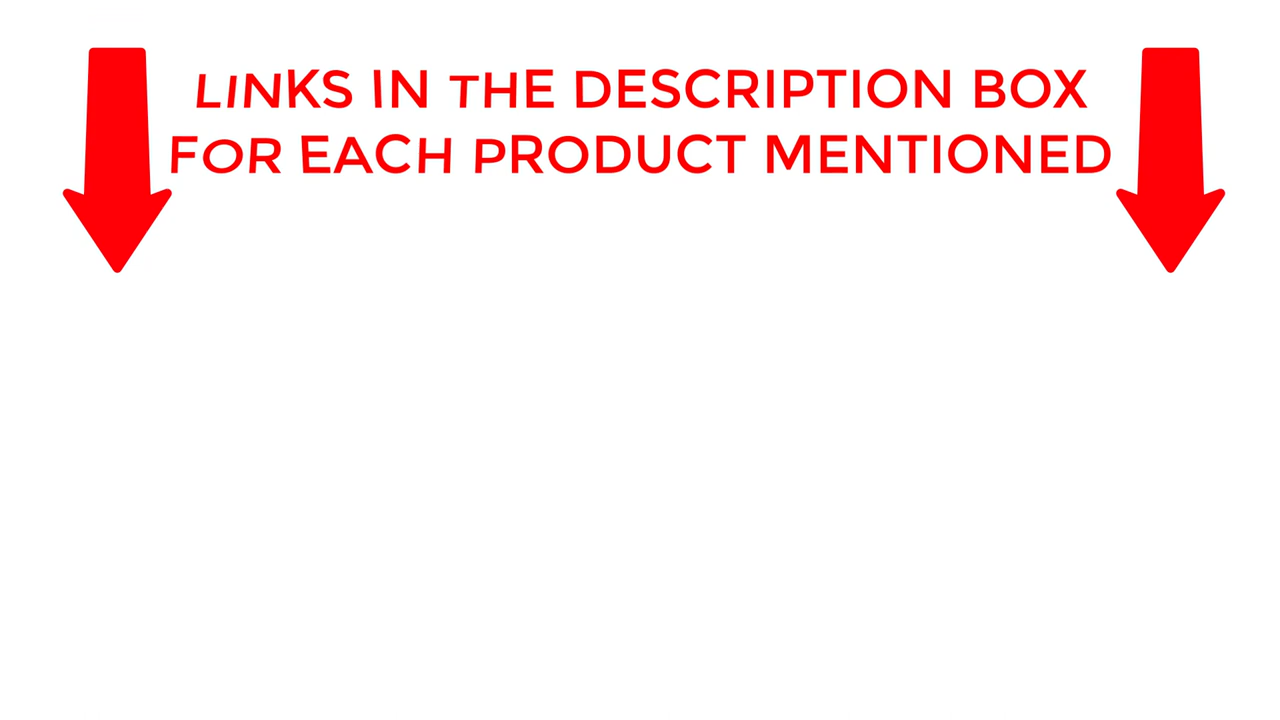 LINKS IN THE DESCRIPTION BOX
FOR EACH PRODUCT MENTIONED